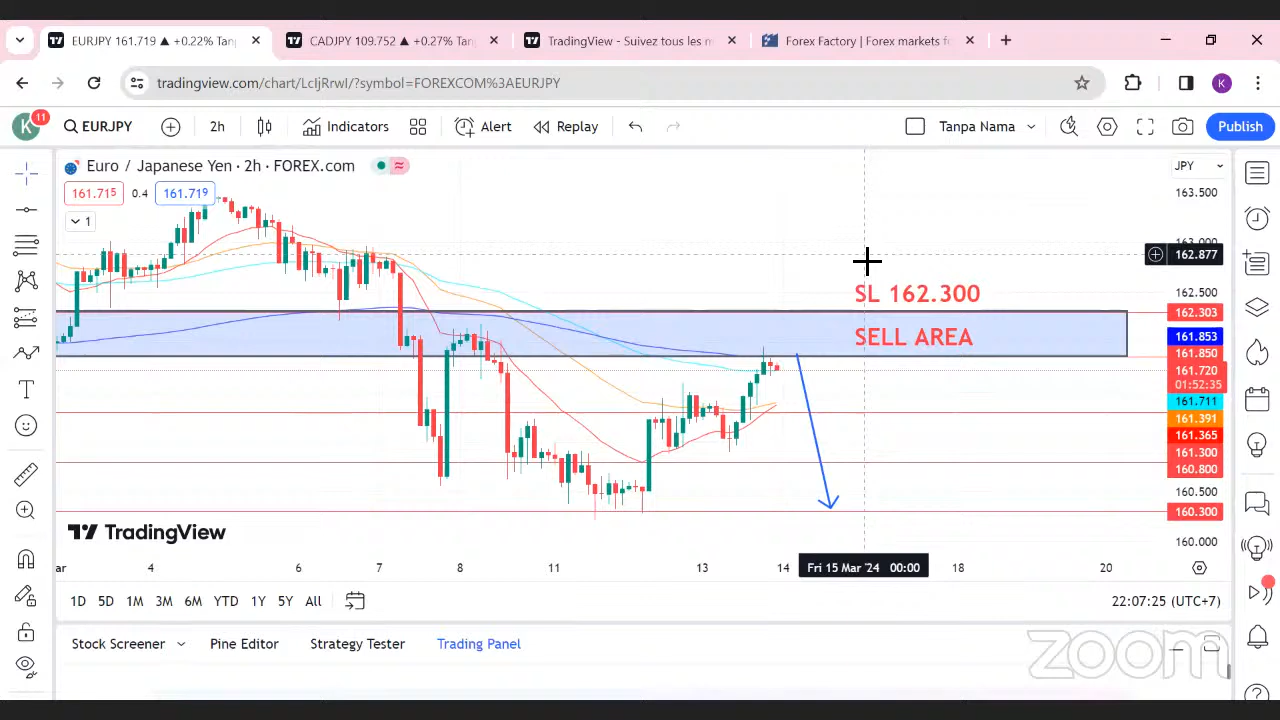 EURJPY 161.719 ▲ +0.22% Tan
CADJPY 109.752 ▲ +0.27% Tan
TradingView - Suivez tous les m
Forex Factory | Forex markets f
tradingview.com/chart/LcIjRrwI/?symbol=FOREXCOM%3AEURJPY
K
K
11
EURJPY
2h
Indicators
Alert
Replay
Tanpa Nama
Publish
Euro / Japanese Yen · 2h · FOREX.com
JPY
161.715
0.4
161.719
1
163.500
163.000
162.877
162.500
SL 162.300
162.303
SELL AREA
161.853
161.850
161.720
01:52:35
161.711
161.391
161.365
161.300
160.800
160.500
160.300
160.000
TradingView
ar
4
6
7
8
11
13
14
Fri 15 Mar '24 00:00
18
20
1D
5D
1M
3M
6M
YTD
1Y
5Y
All
22:07:25 (UTC+7)
Stock Screener
Pine Editor
Strategy Tester
Trading Panel
zoom